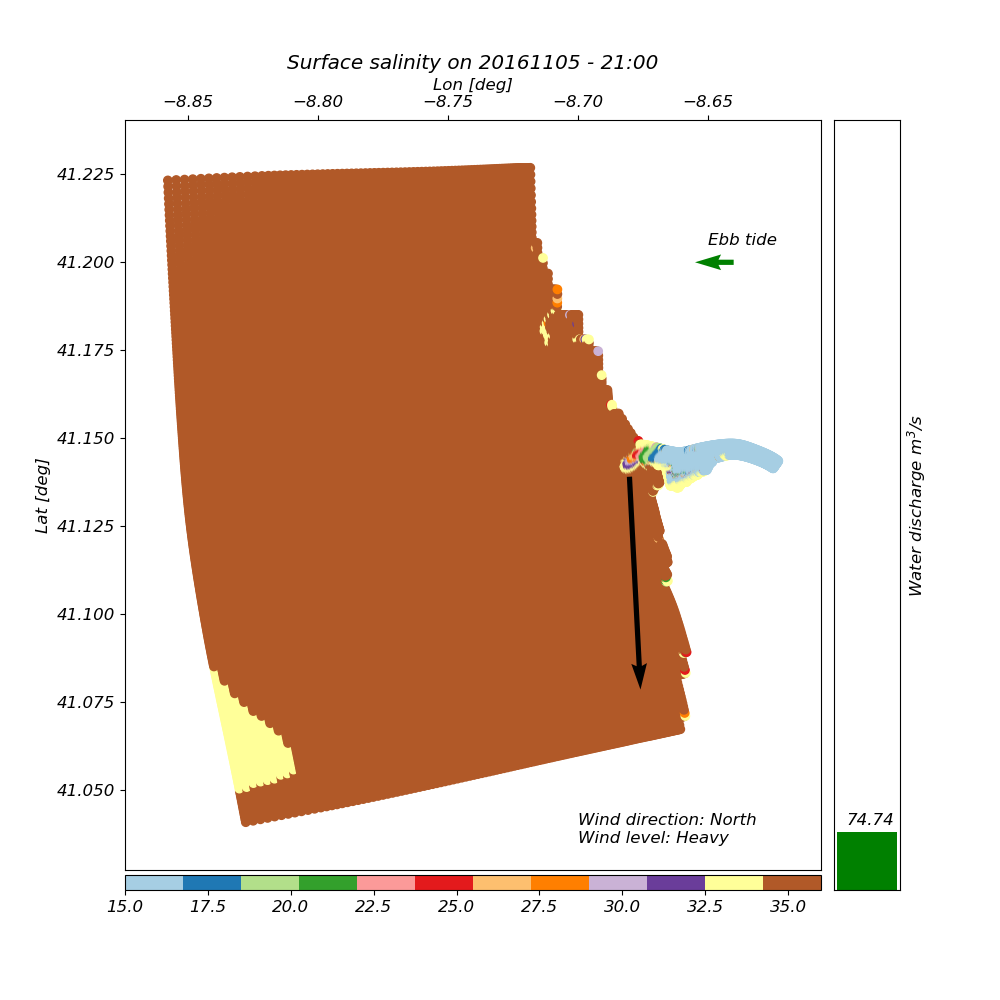 Surface salinity on 20161105 - 21:00
Lon [deg]
−8.85 −8.80 −8.75 −8.70 −8.65
41.225
41.200
41.175
41.150
41.125
41.100
41.075
41.050
Lat [deg]
Ebb tide
Wind direction: North
Wind level: Heavy
74.74
Water discharge m³/s
15.0 17.5 20.0 22.5 25.0 27.5 30.0 32.5 35.0